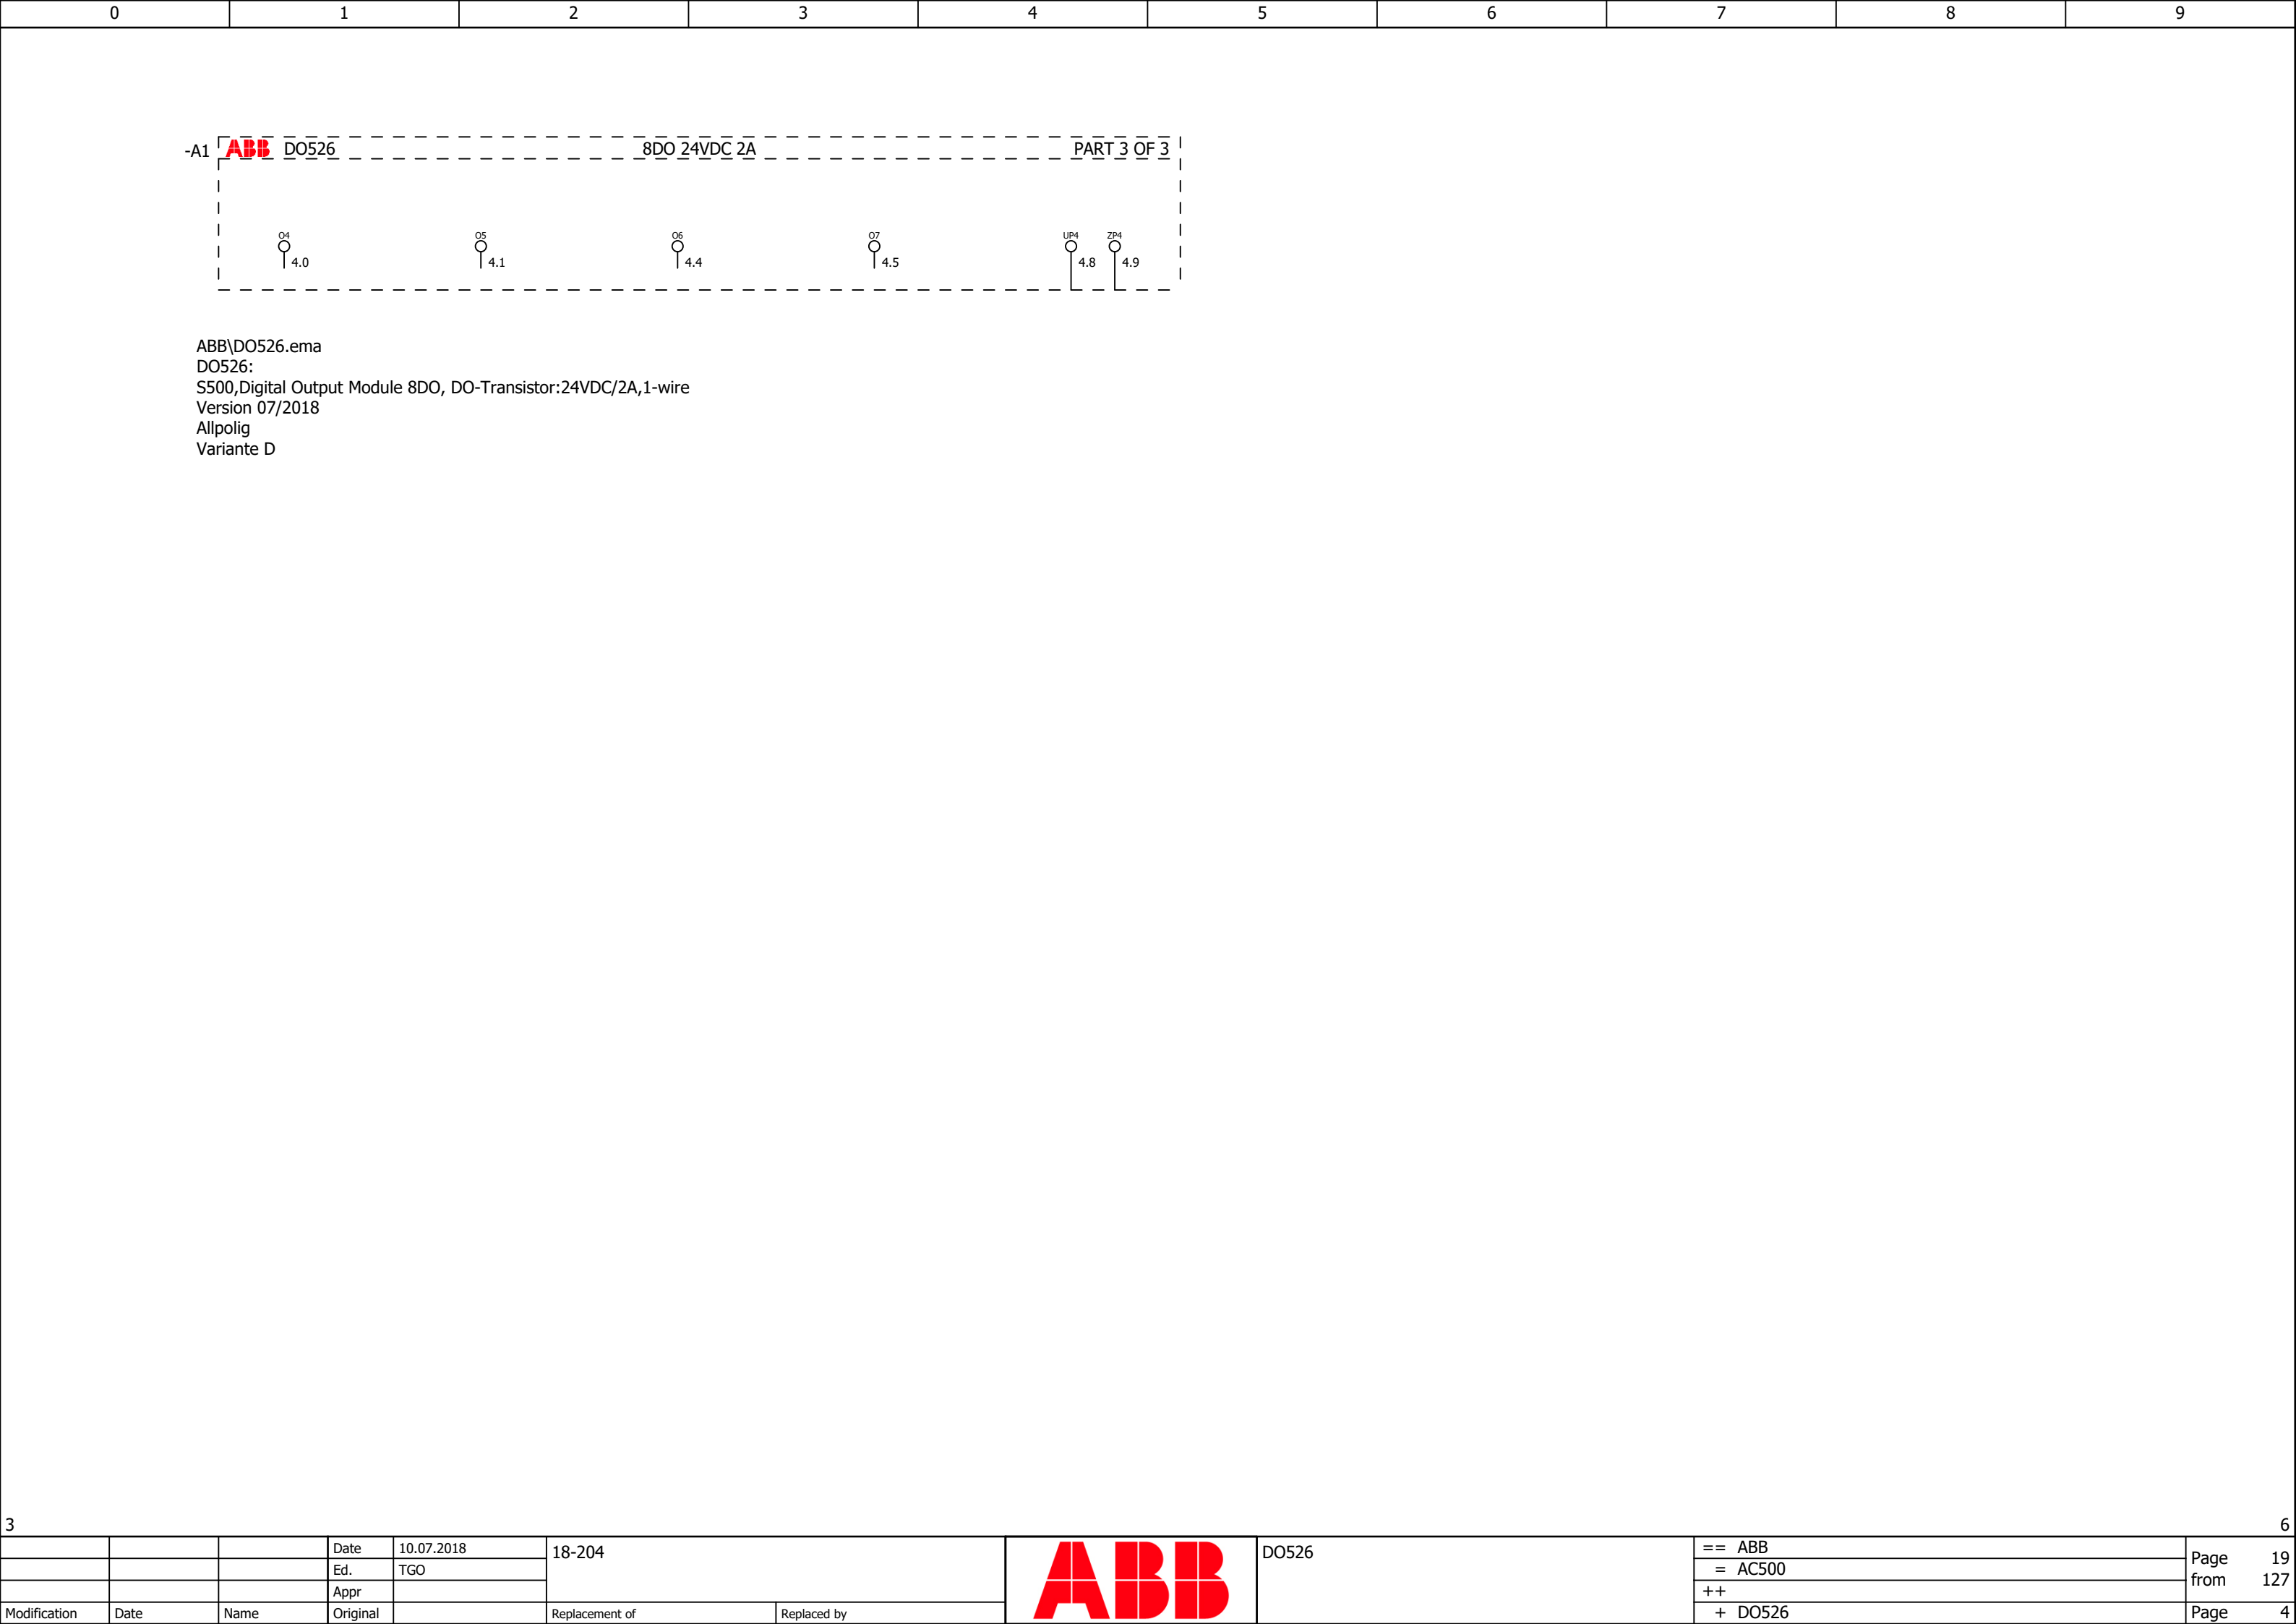 0 1 2 3 4 5 6 7 8 9
-A1 ABB DO526 8DO 24VDC 2A PART 3 OF 3
O4 O5 O6 O7 UP4 ZP4
4.0 4.1 4.4 4.5 4.8 4.9
ABB\DO526.ema
DO526:
S500,Digital Output Module 8DO, DO-Transistor:24VDC/2A,1-wire
Version 07/2018
Allpolig
Variante D
3 6
Date 10.07.2018 18-204 ABB DO526 == ABB Page 19
Ed. TGO = AC500 from 127
Appr ++
Modification Date Name Original Replacement of Replaced by + DO526 Page 4